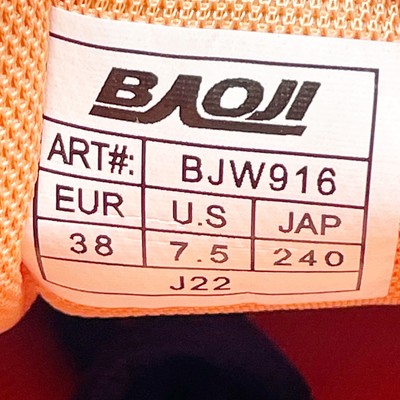 BAOJI
ART#: BJW916
EUR U.S JAP
38 7.5 240
J22